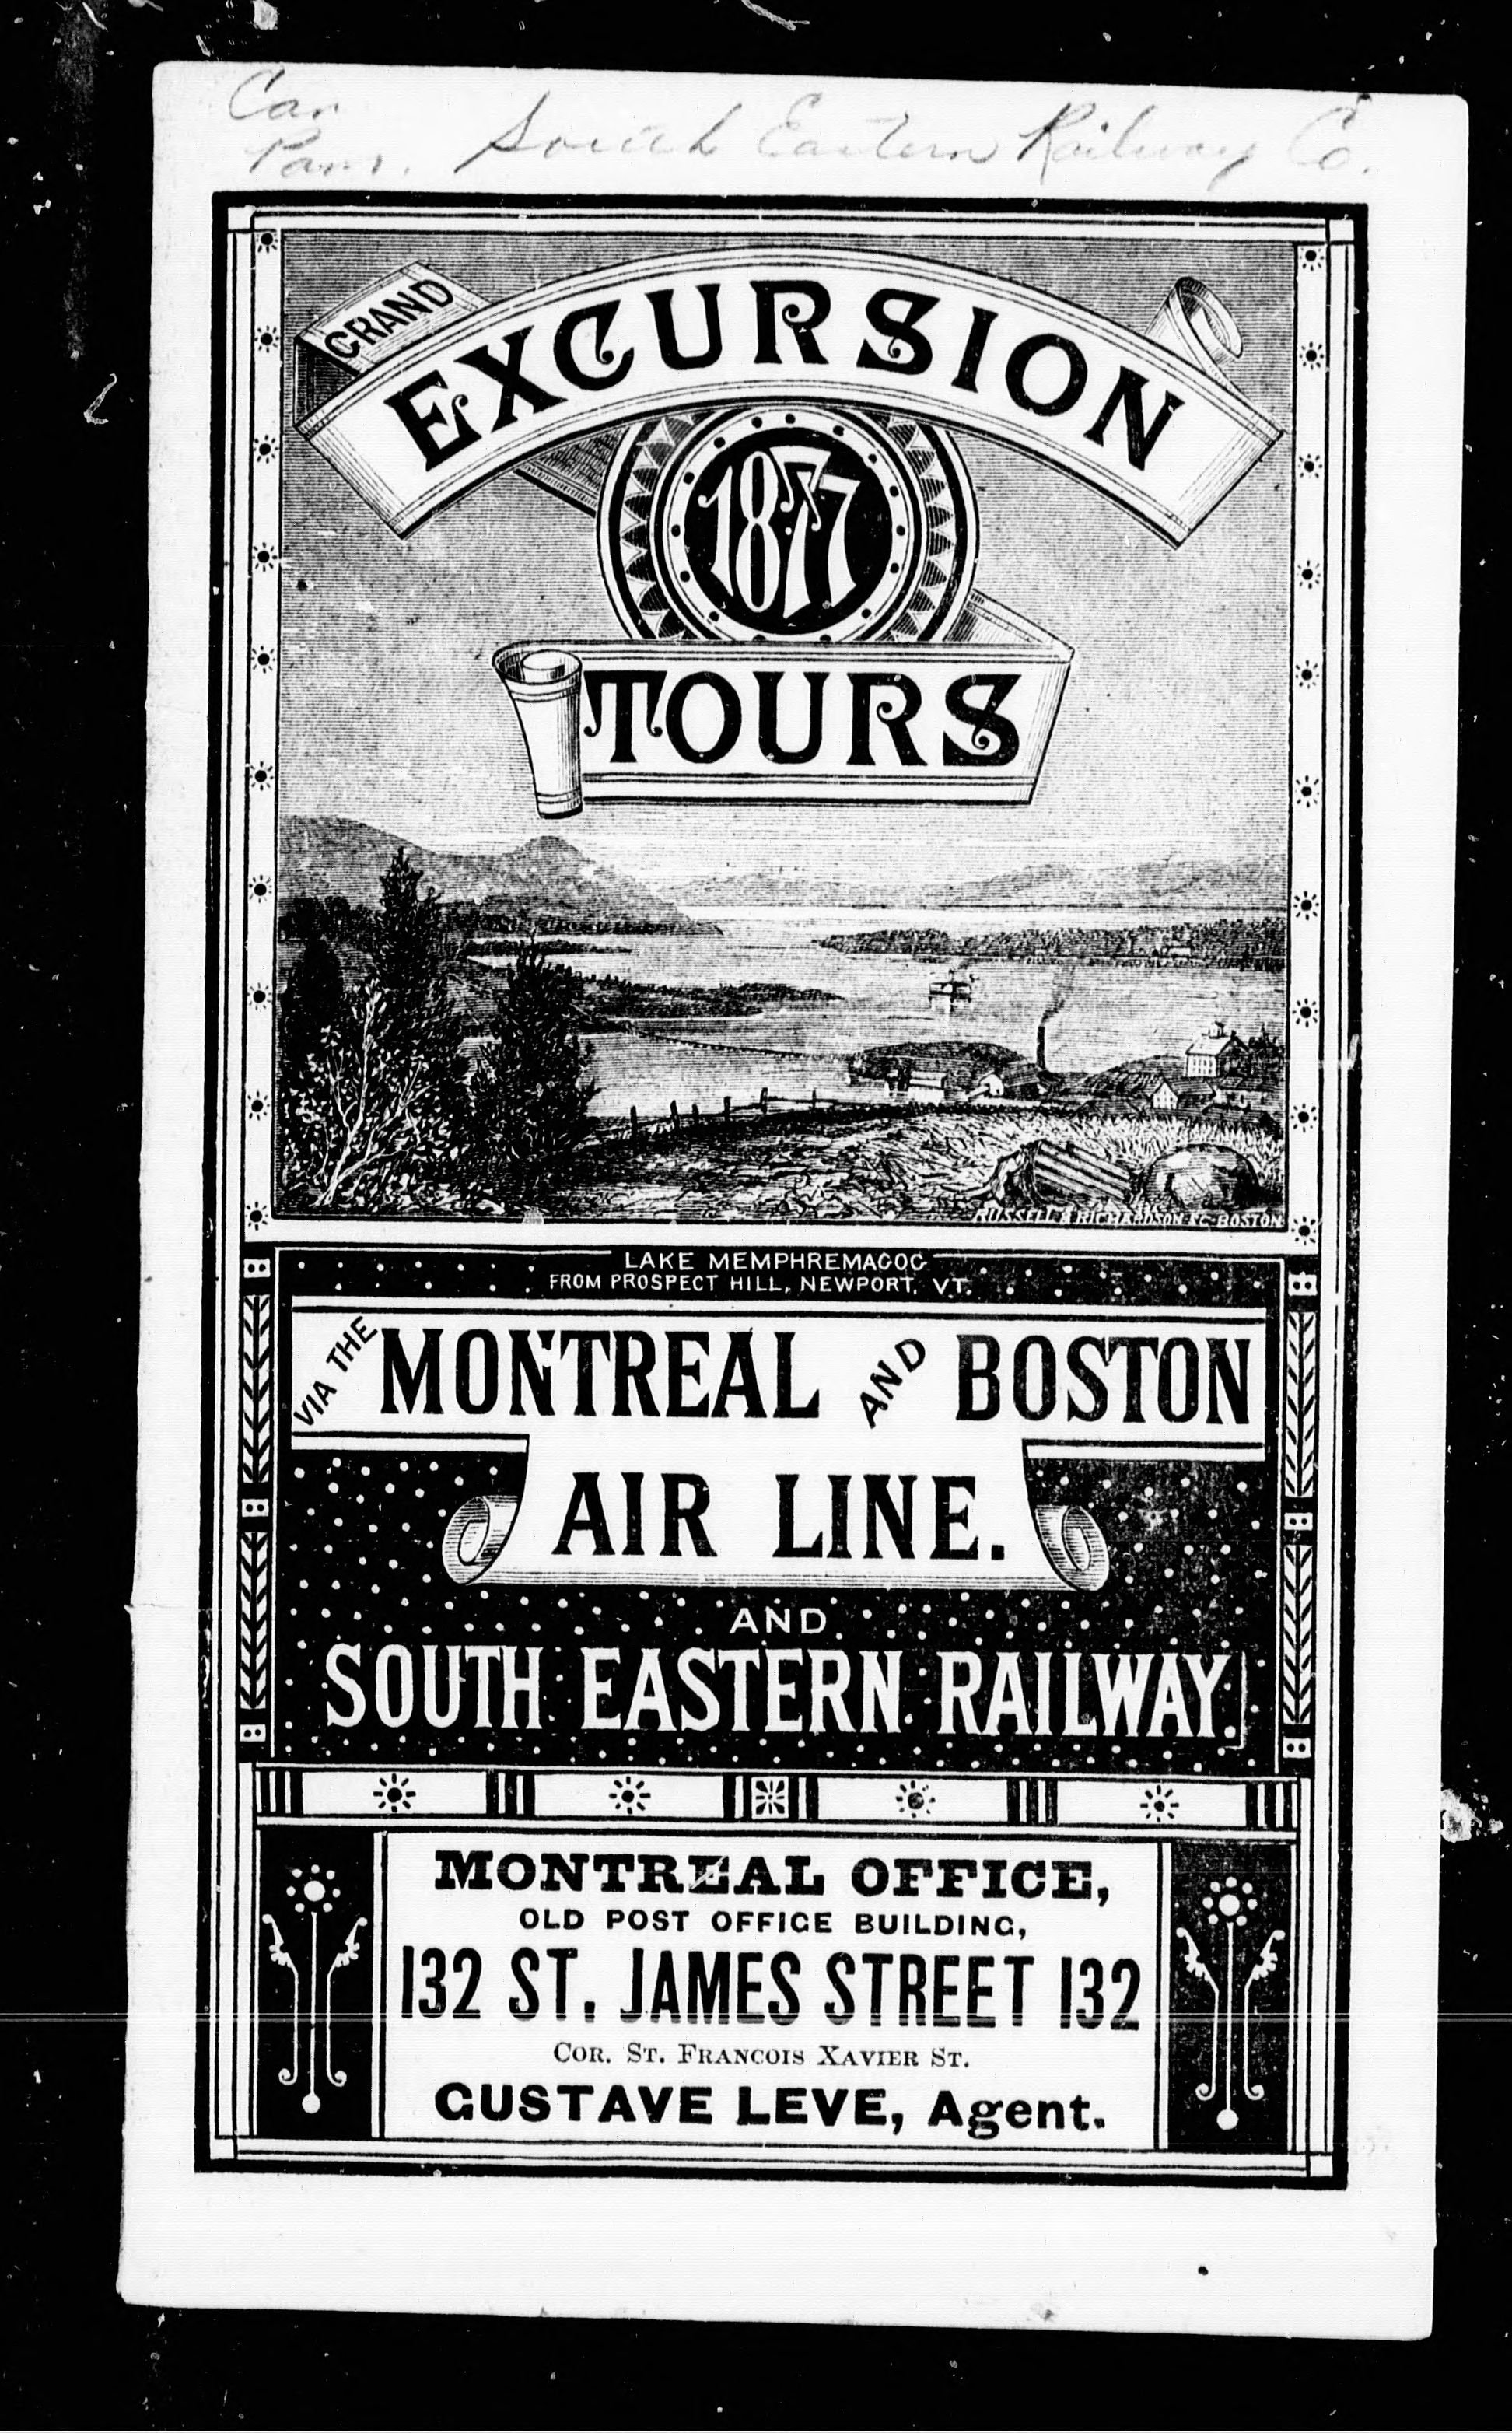 Can
Pam. South Eastern Railway Co.
GRAND
EXCURSION
1877
TOURS
RUSSELL & RICHARDSON SC. BOSTON
LAKE MEMPHREMAGOG
FROM PROSPECT HILL, NEWPORT, VT.
VIA THE MONTREAL AND BOSTON
AIR LINE.
AND
SOUTH EASTERN RAILWAY.
MONTREAL OFFICE,
OLD POST OFFICE BUILDING,
132 ST. JAMES STREET 132
COR. ST. FRANCOIS XAVIER ST.
GUSTAVE LEVE, Agent.